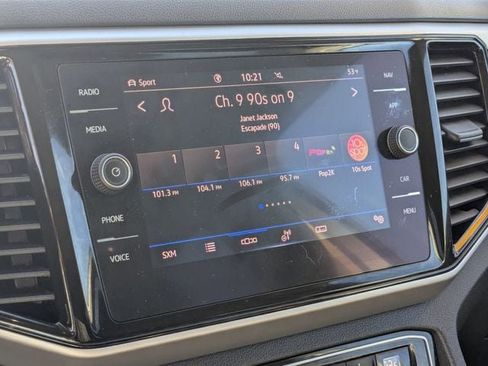 Sport 10:21 53°
RADIO
NAV
Ch. 9 90s on 9
APP
Janet Jackson
Escapade (90)
MEDIA
1 2 3 4
101.3 FM 104.1 FM 106.1 FM 95.7 FM Pop2K 10s Spot
CAR
PHONE
MENU
VOICE
SXM